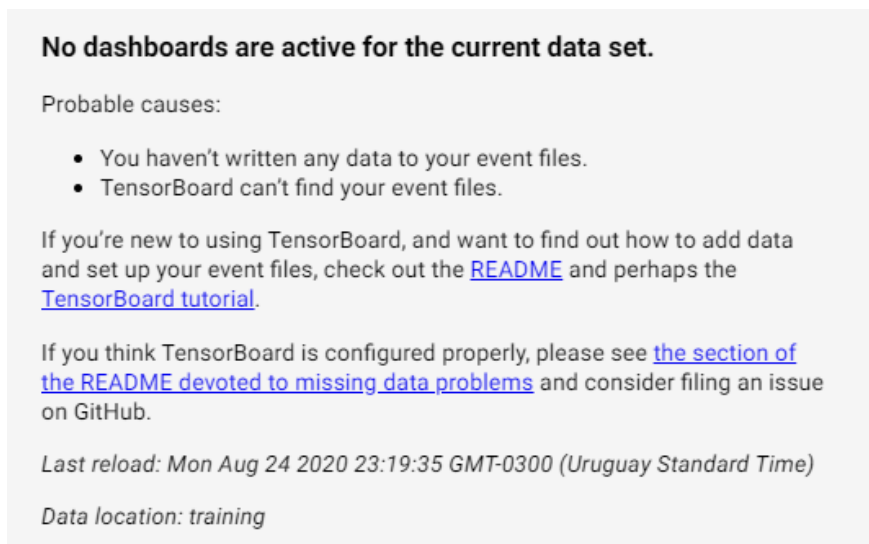 No dashboards are active for the current data set.
Probable causes:
• You haven't written any data to your event files.
• TensorBoard can't find your event files.
If you're new to using TensorBoard, and want to find out how to add data
and set up your event files, check out the README and perhaps the
TensorBoard tutorial.
If you think TensorBoard is configured properly, please see the section of
the README devoted to missing data problems and consider filing an issue
on GitHub.
Last reload: Mon Aug 24 2020 23:19:35 GMT-0300 (Uruguay Standard Time)
Data location: training